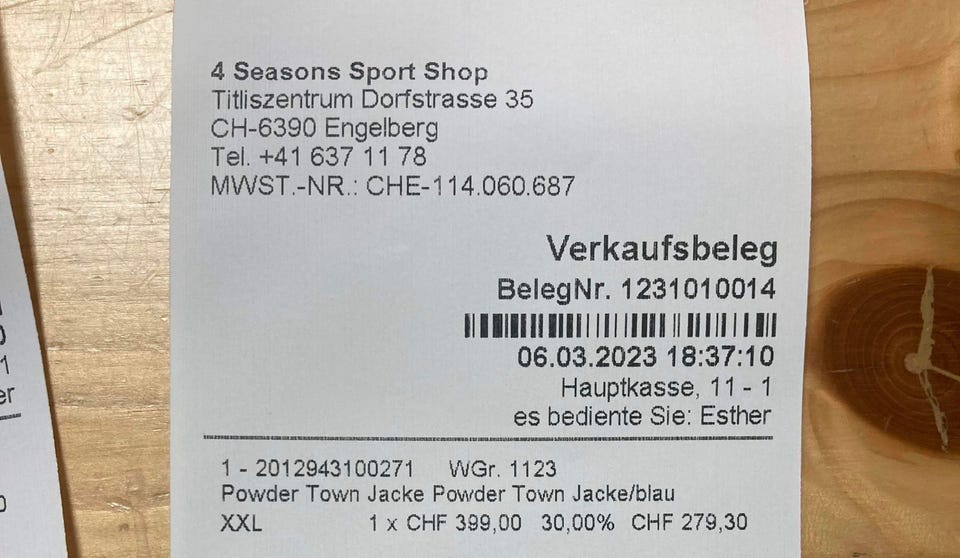 4 Seasons Sport Shop
Titliszentrum Dorfstrasse 35
CH-6390 Engelberg
Tel. +41 637 11 78
MWST.-NR.: CHE-114.060.687
Verkaufsbeleg
BelegNr. 1231010014
06.03.2023 18:37:10
Hauptkasse, 11 - 1
es bediente Sie: Esther
1 - 2012943100271 WGr. 1123
Powder Town Jacke Powder Town Jacke/blau
XXL 1 x CHF 399,00 30,00% CHF 279,30